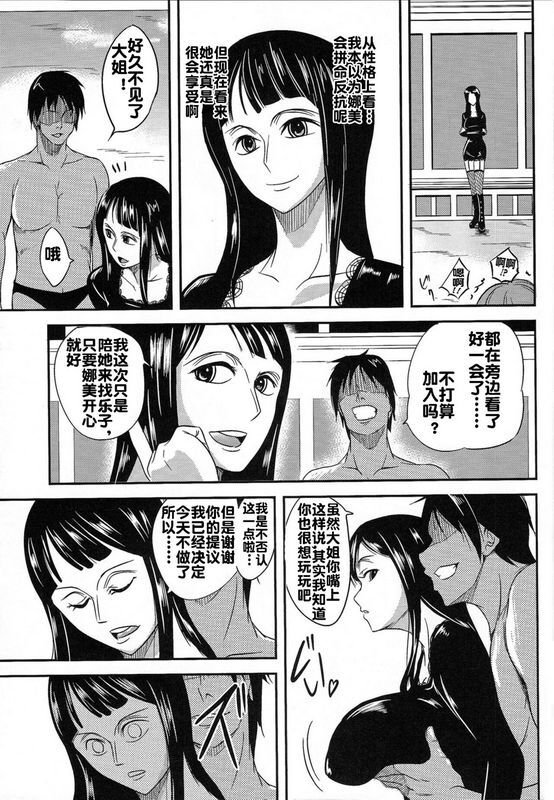 从性格上看…
我本以为娜美
会拼命反抗呢
但现在看来
她还真是
很会享受啊
好久不见了
大姐！
哦
啊啊!?
嗯啊!!
都在旁边看了
好一会了……
不打算
加入吗？
我这次只是
陪她来找乐子，
只要娜美开心
就好
虽然大姐你嘴上
这样说其实我知道
你也很想玩玩吧
我是不否认
这一点啦…
但是谢谢
你的提议
我已经决定
今天不做了
所以……